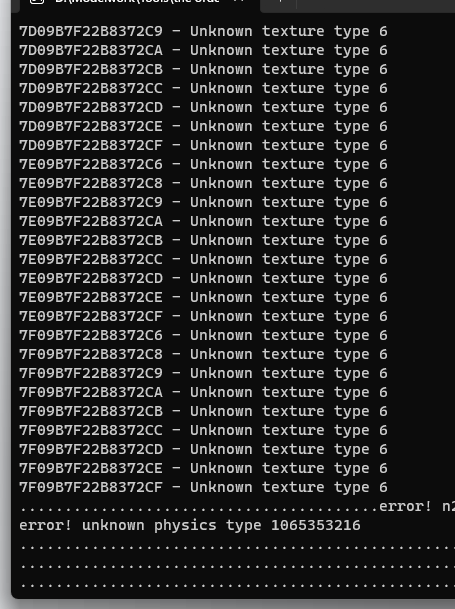 7D09B7F22B8372C9 - Unknown texture type 6
7D09B7F22B8372CA - Unknown texture type 6
7D09B7F22B8372CB - Unknown texture type 6
7D09B7F22B8372CC - Unknown texture type 6
7D09B7F22B8372CD - Unknown texture type 6
7D09B7F22B8372CE - Unknown texture type 6
7D09B7F22B8372CF - Unknown texture type 6
7E09B7F22B8372C6 - Unknown texture type 6
7E09B7F22B8372C8 - Unknown texture type 6
7E09B7F22B8372C9 - Unknown texture type 6
7E09B7F22B8372CA - Unknown texture type 6
7E09B7F22B8372CB - Unknown texture type 6
7E09B7F22B8372CC - Unknown texture type 6
7E09B7F22B8372CD - Unknown texture type 6
7E09B7F22B8372CE - Unknown texture type 6
7E09B7F22B8372CF - Unknown texture type 6
7F09B7F22B8372C6 - Unknown texture type 6
7F09B7F22B8372C8 - Unknown texture type 6
7F09B7F22B8372C9 - Unknown texture type 6
7F09B7F22B8372CA - Unknown texture type 6
7F09B7F22B8372CB - Unknown texture type 6
7F09B7F22B8372CC - Unknown texture type 6
7F09B7F22B8372CD - Unknown texture type 6
7F09B7F22B8372CE - Unknown texture type 6
7F09B7F22B8372CF - Unknown texture type 6
........................................error! n2
error! unknown physics type 1065353216
.................................................
.................................................
.................................................